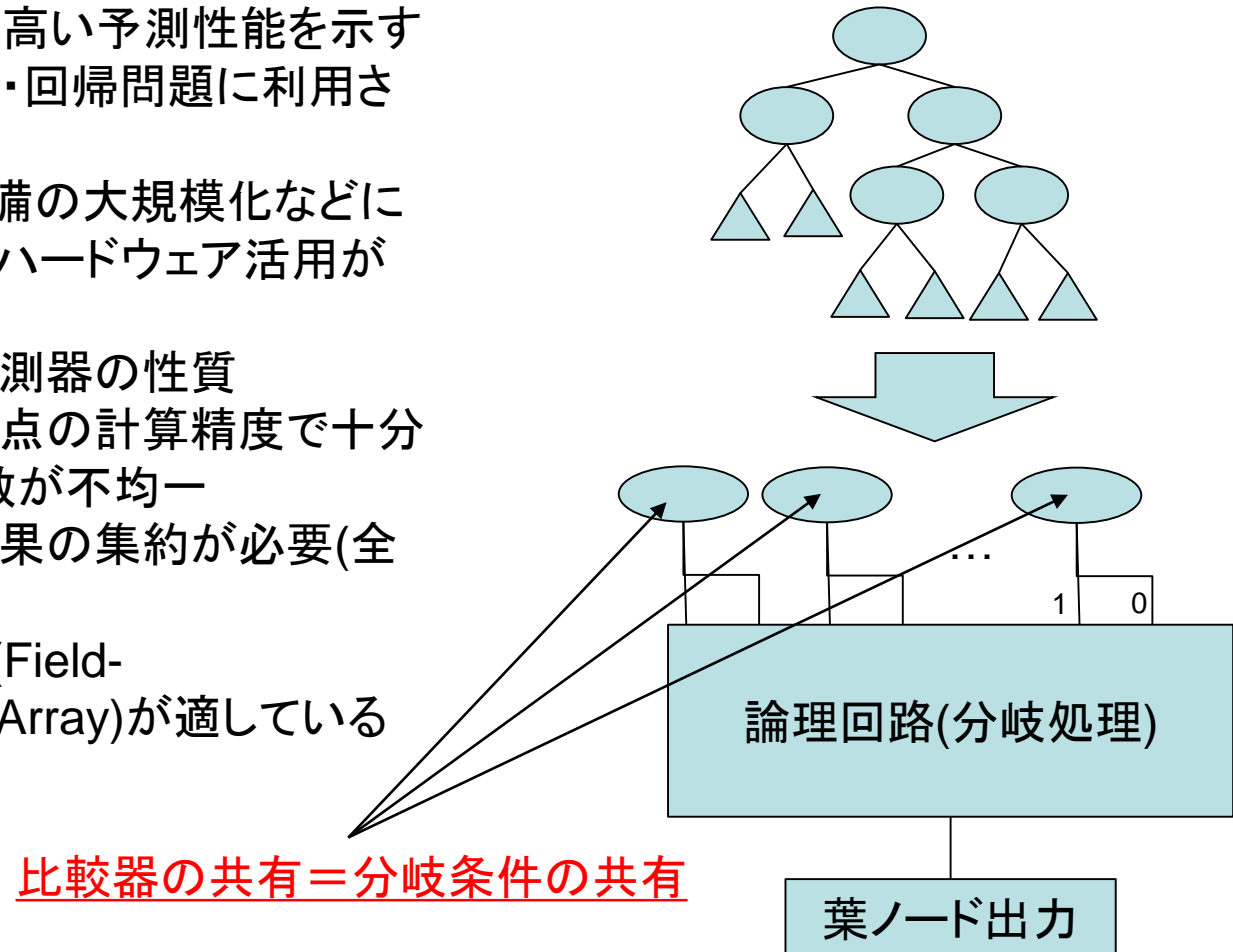 高い予測性能を示す
・回帰問題に利用さ
備の大規模化などに
ハードウェア活用が
測器の性質
点の計算精度で十分
数が不均一
果の集約が必要(全
(Field-
Array)が適している
…
1 0
論理回路(分岐処理)
比較器の共有＝分岐条件の共有
葉ノード出力